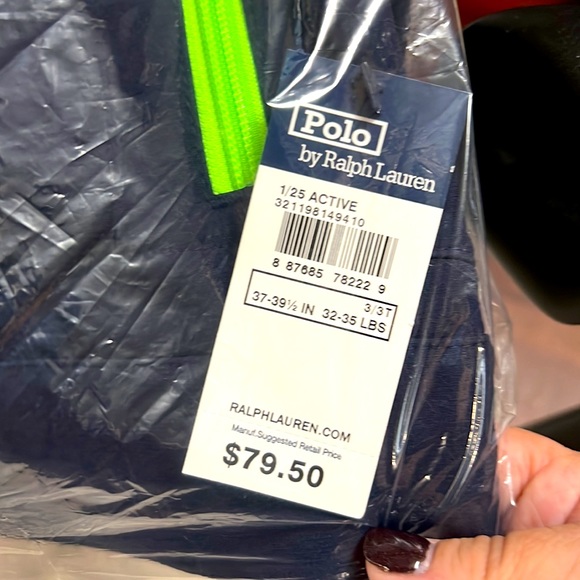 Polo
by Ralph Lauren
1/25 ACTIVE
321198149410
8 87685 78222 9
3/3T
37-39½ IN 32-35 LBS
RALPHLAUREN.COM
Manuf.Suggested Retail Price
$79.50